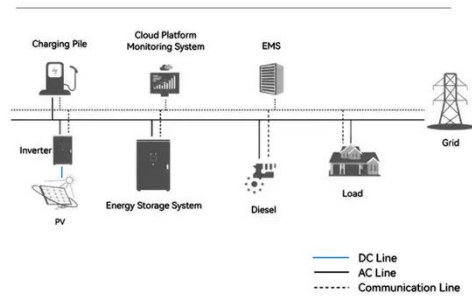 Charging Pile
Cloud Platform
Monitoring System
EMS
Grid
Inverter
PV
Energy Storage System
Diesel
Load
DC Line
AC Line
Communication Line